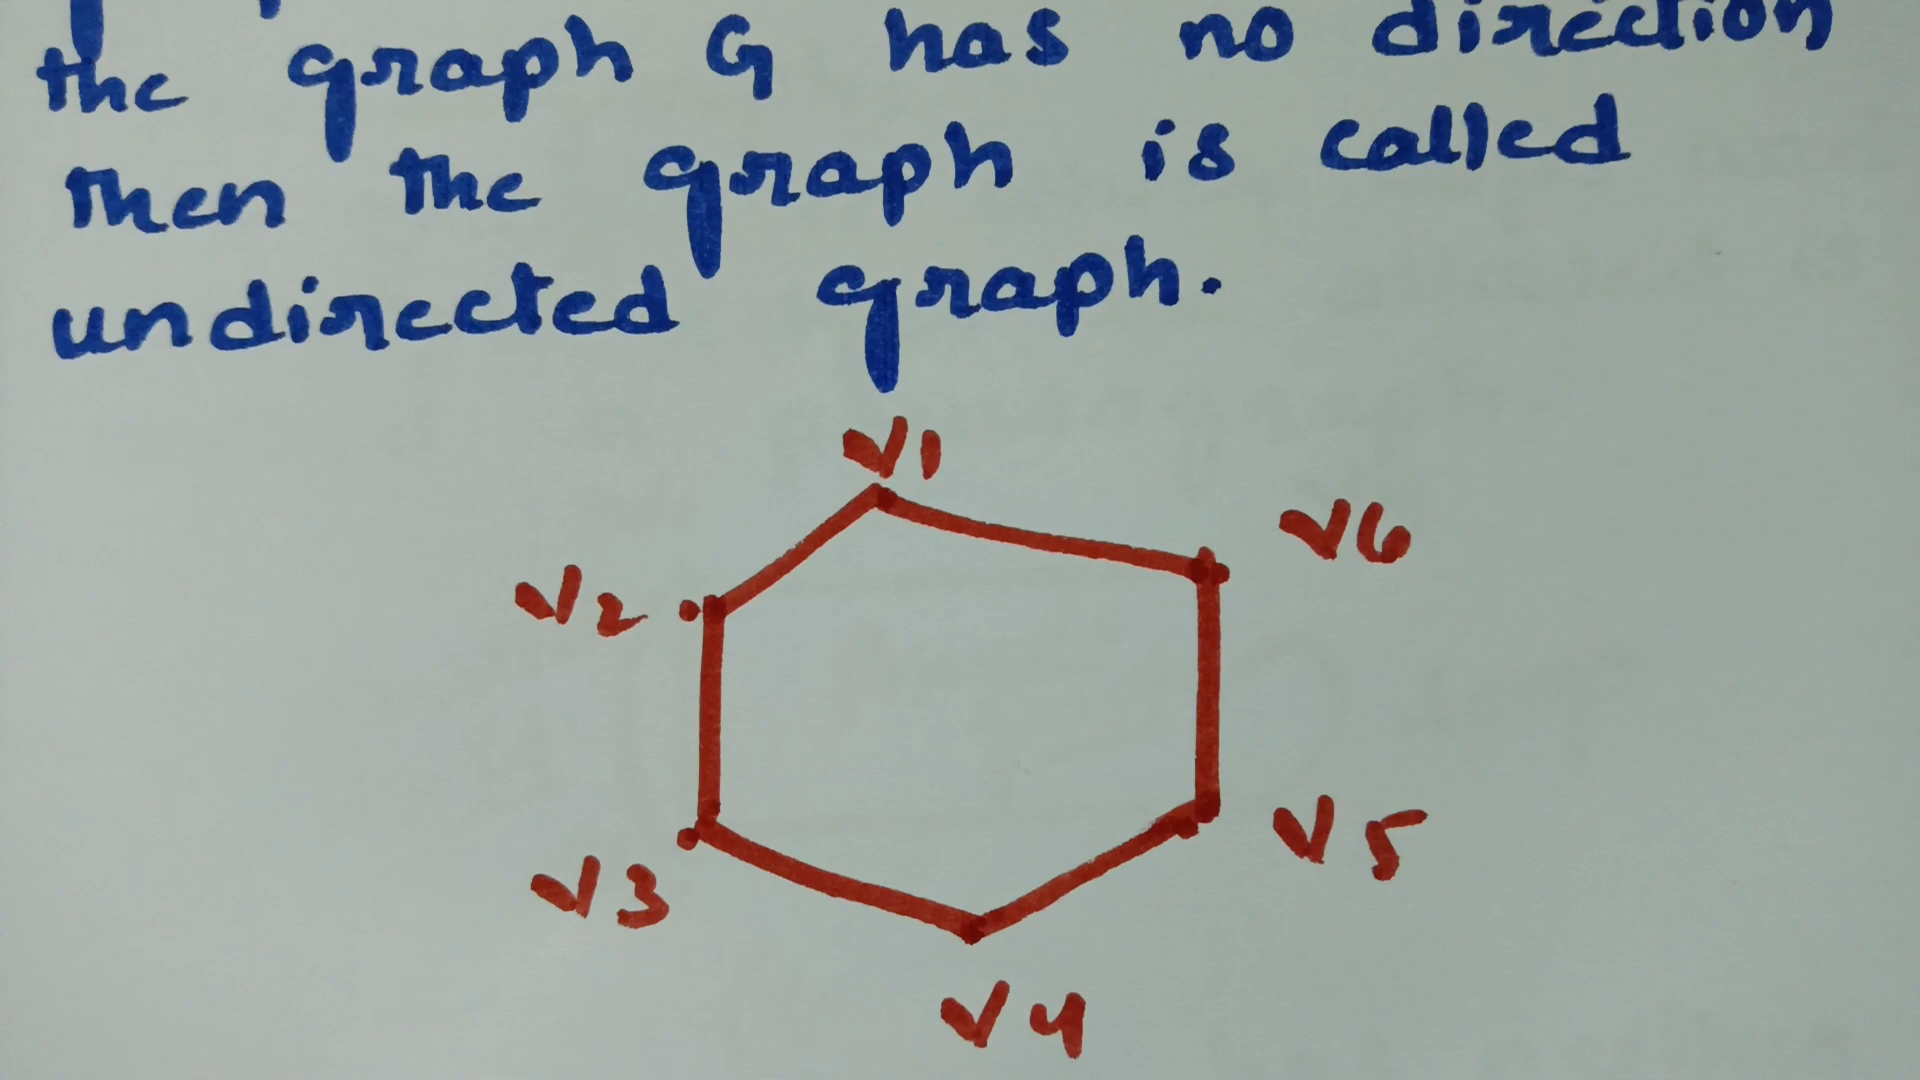 the graph G has no direction
then the graph is called
undirected graph.
V1
V6
V2
V5
V3
V4